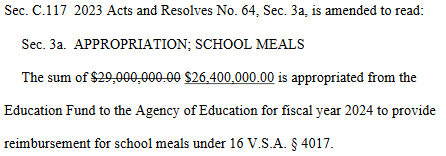 Sec. C.117  2023 Acts and Resolves No. 64, Sec. 3a, is amended to read:
Sec. 3a.  APPROPRIATION; SCHOOL MEALS
The sum of $29,000,000.00 $26,400,000.00 is appropriated from the
Education Fund to the Agency of Education for fiscal year 2024 to provide
reimbursement for school meals under 16 V.S.A. § 4017.